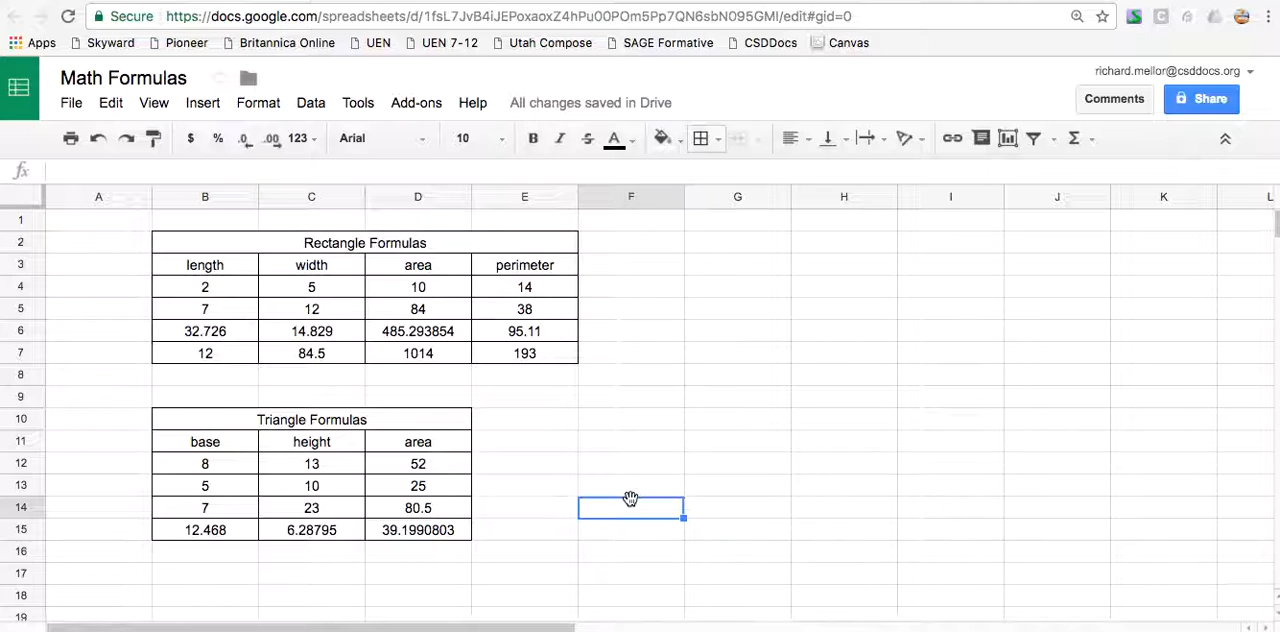 Secure https://docs.google.com/spreadsheets/d/1fsL7JvB4iJEPoxaoxZ4hPu00POm5Pp7QN6sbN095GMI/edit#gid=0
Apps Skyward Pioneer Britannica Online UEN UEN 7-12 Utah Compose SAGE Formative CSDDocs Canvas
Math Formulas
richard.mellor@csddocs.org
File Edit View Insert Format Data Tools Add-ons Help All changes saved in Drive
Comments Share
$ % .0 .00 123 Arial 10 B I S A Σ
fx
A B C D E F G H I J K L
1
2 Rectangle Formulas
3 length width area perimeter
4 2 5 10 14
5 7 12 84 38
6 32.726 14.829 485.293854 95.11
7 12 84.5 1014 193
8
9
10 Triangle Formulas
11 base height area
12 8 13 52
13 5 10 25
14 7 23 80.5
15 12.468 6.28795 39.1990803
16
17
18
19